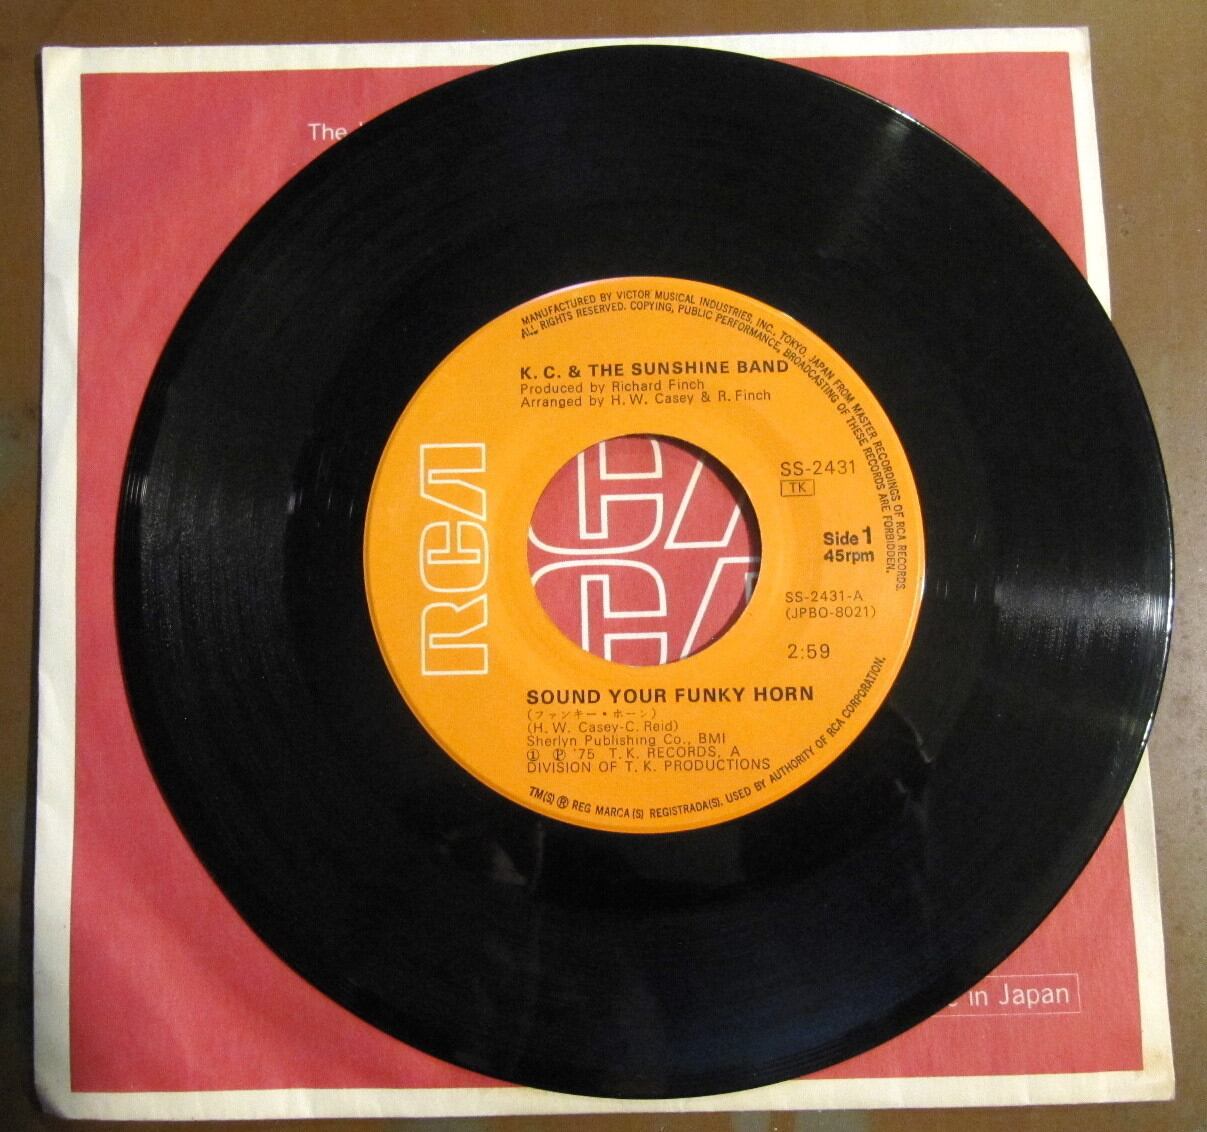 The
MANUFACTURED BY VICTOR MUSICAL INDUSTRIES, INC., TOKYO, JAPAN FROM MASTER RECORDINGS OF RCA RECORDS.
ALL RIGHTS RESERVED. COPYING, PUBLIC PERFORMANCE, BROADCASTING OF THESE RECORDS ARE FORBIDDEN.
K. C. & THE SUNSHINE BAND
Produced by Richard Finch
Arranged by H. W. Casey & R. Finch
RCA
SS-2431
TK
Side 1
45rpm
SS-2431-A
(JPBO-8021)
2:59
SOUND YOUR FUNKY HORN
(ファンキー・ホーン)
(H. W. Casey-C. Reid)
Sherlyn Publishing Co., BMI
① Ⓟ '75 T. K. RECORDS, A
DIVISION OF T. K. PRODUCTIONS
TM(S) ® REG MARCA(S) REGISTRADA(S). USED BY AUTHORITY OF RCA CORPORATION.
CA
CA
in Japan